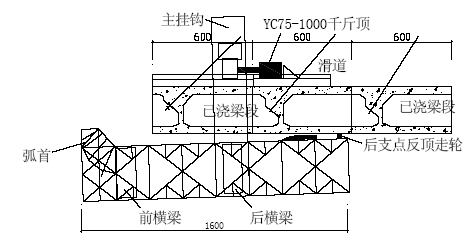 主挂钩
YC75-1000千斤顶
600
600
600
滑道
已浇梁段
已浇梁段
弧首
后支点反顶走轮
前横梁
后横梁
1600